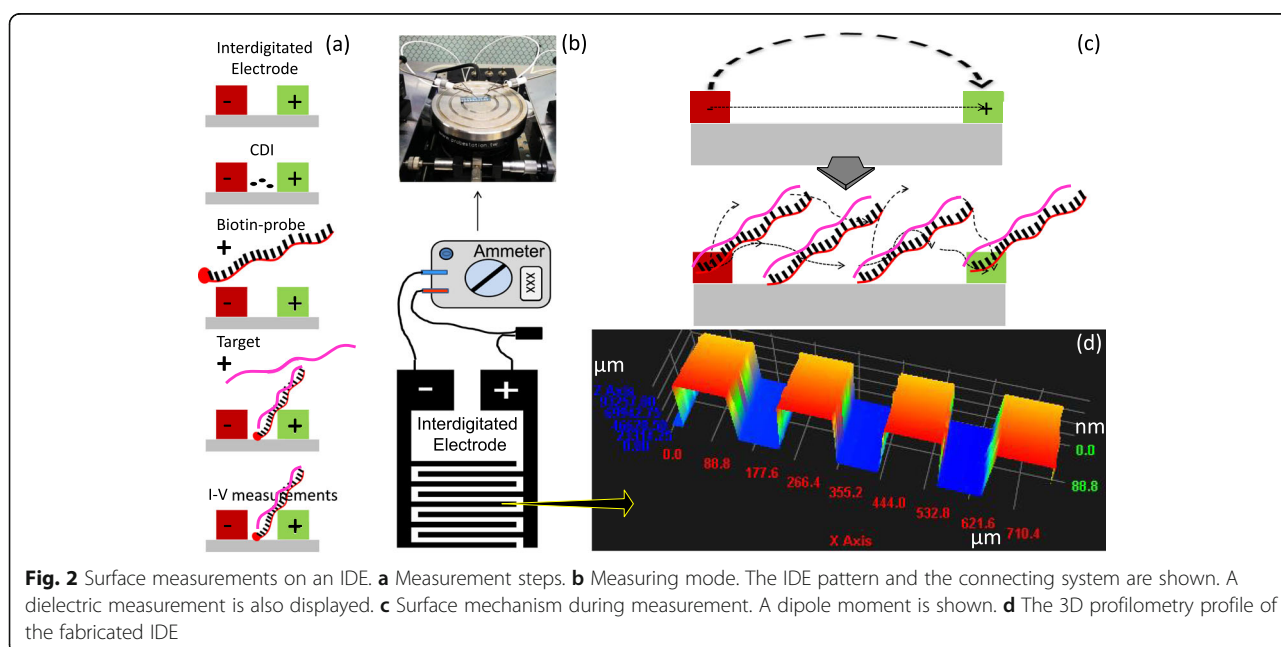 (a)
Interdigitated
Electrode
-
+
CDI
-
+
Biotin-probe
+
-
+
Target
+
-
+
I-V measurements
-
+
(b)
Ammeter
XXX
-
+
Interdigitated
Electrode
(c)
-
+
(d)
μm
Z Axis
0.00
0.0
88.8
177.6
266.4
355.2
444.0
532.8
621.6
710.4
X Axis
μm
nm
0.0
88.8
Fig. 2 Surface measurements on an IDE. a Measurement steps. b Measuring mode. The IDE pattern and the connecting system are shown. A
dielectric measurement is also displayed. c Surface mechanism during measurement. A dipole moment is shown. d The 3D profilometry profile of
the fabricated IDE